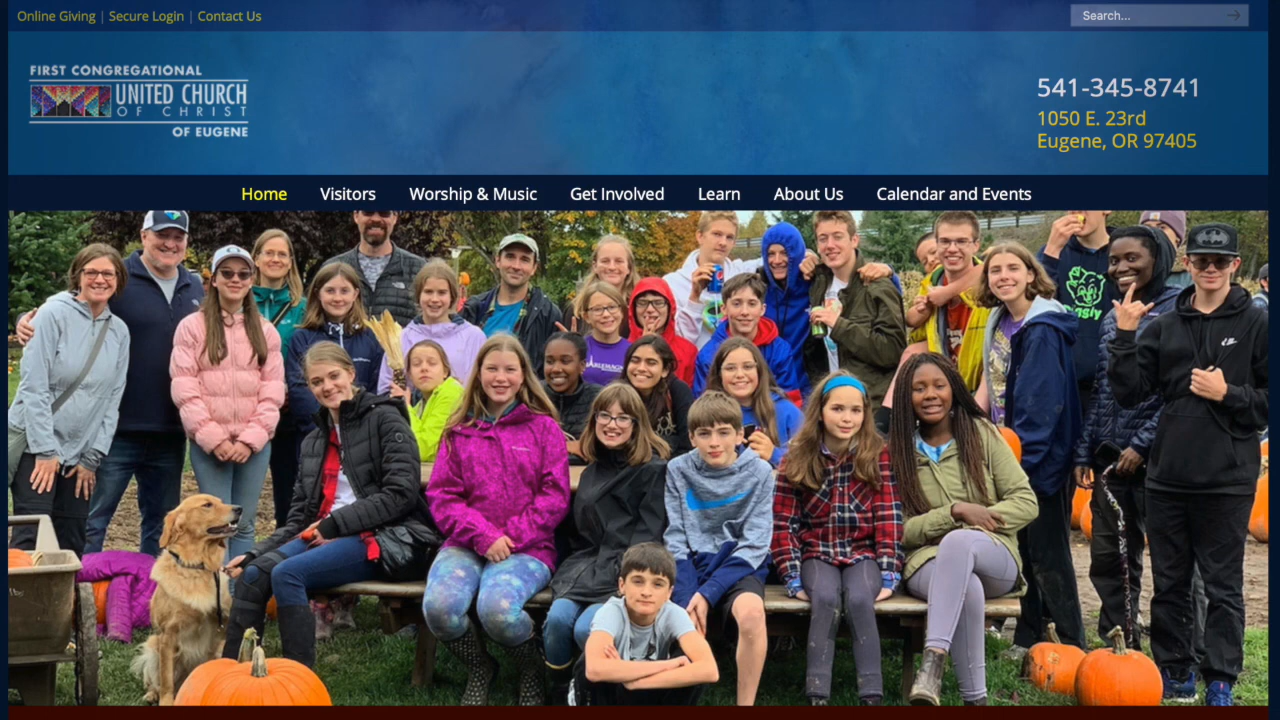 Online Giving | Secure Login | Contact Us
Search...
FIRST CONGREGATIONAL
UNITED CHURCH
OF CHRIST
OF EUGENE
541-345-8741
1050 E. 23rd
Eugene, OR 97405
Home Visitors Worship & Music Get Involved Learn About Us Calendar and Events